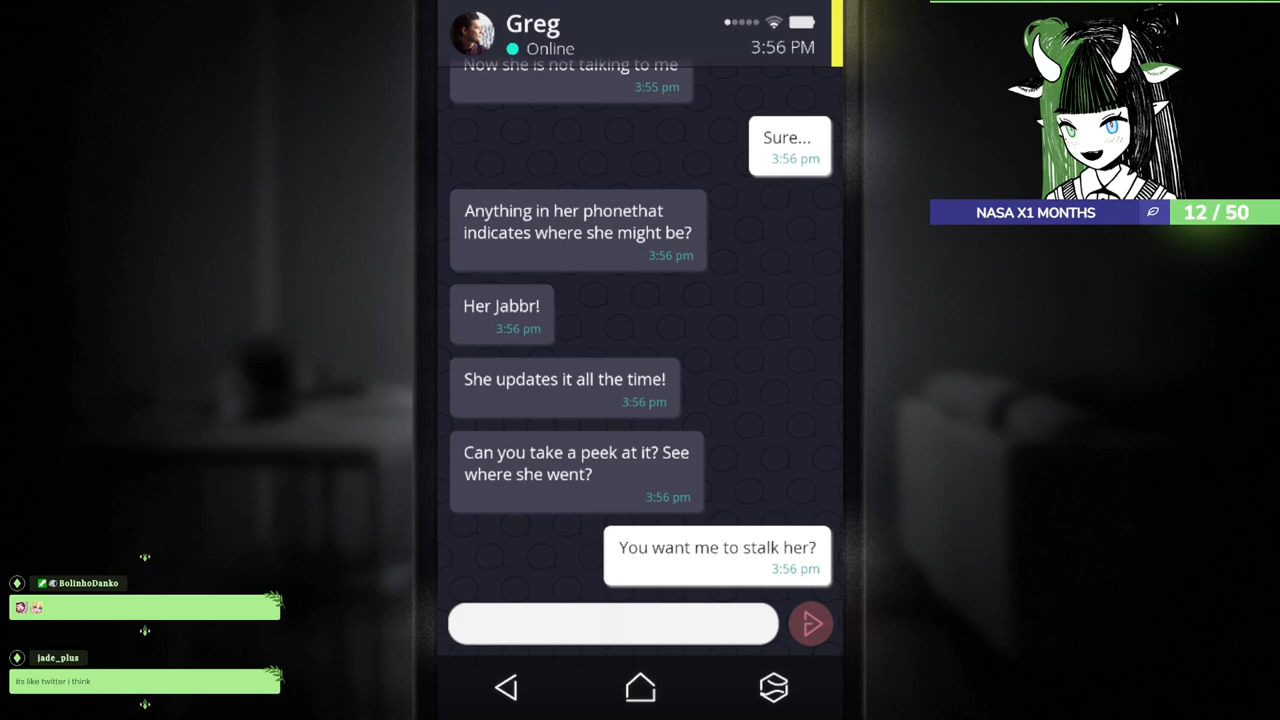 Greg
Online
3:56 PM
Now she is not talking to me
3:55 pm
Sure...
3:56 pm
Anything in her phonethat
indicates where she might be?
3:56 pm
Her Jabbr!
3:56 pm
She updates it all the time!
3:56 pm
Can you take a peek at it? See
where she went?
3:56 pm
You want me to stalk her?
3:56 pm
NASA X1 MONTHS
12 / 50
BolinhoDanko
Jade_plus
its like twitter i think